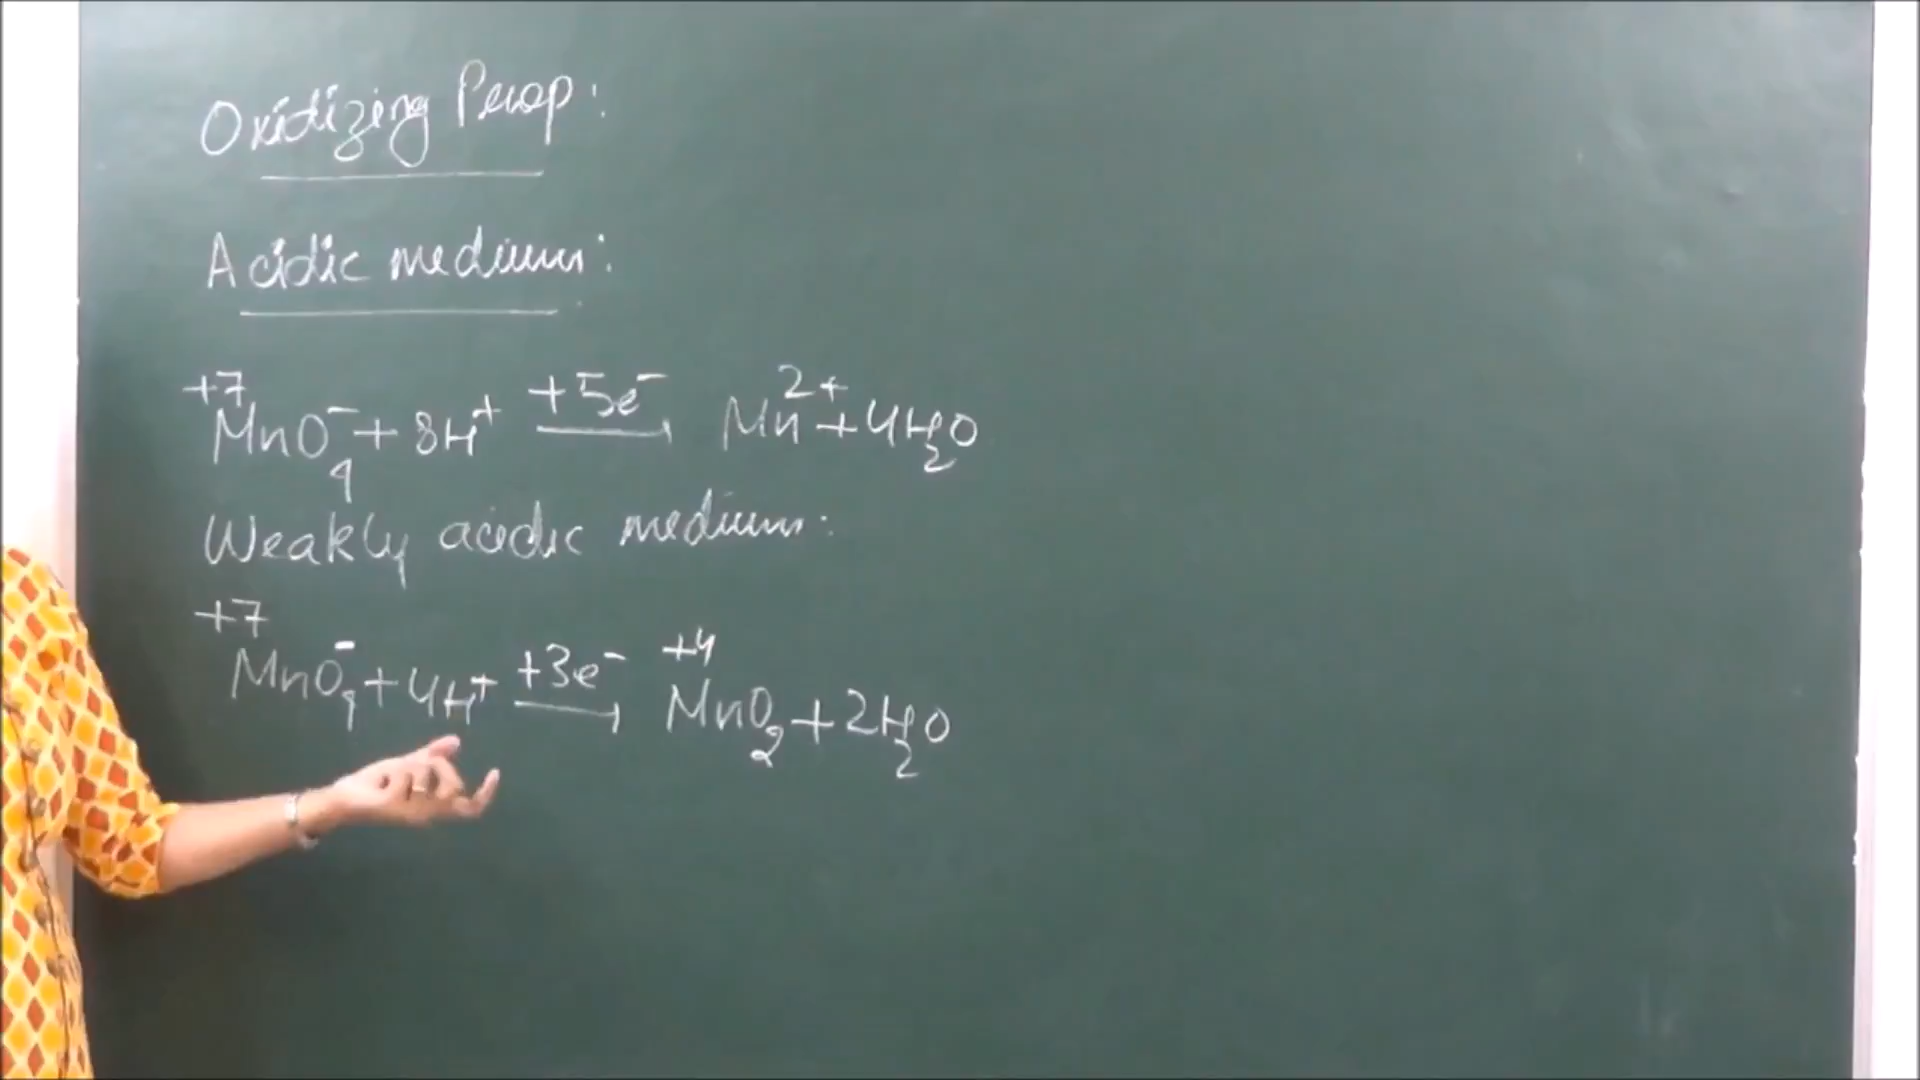 Oxidizing Prop:
Acidic medium:
+7
MnO₄⁻ + 8H⁺ +5e⁻ → Mn²⁺ + 4H₂O
Weakly acidic medium:
+7 +4
MnO₄⁻ + 4H⁺ +3e⁻ → MnO₂ + 2H₂O